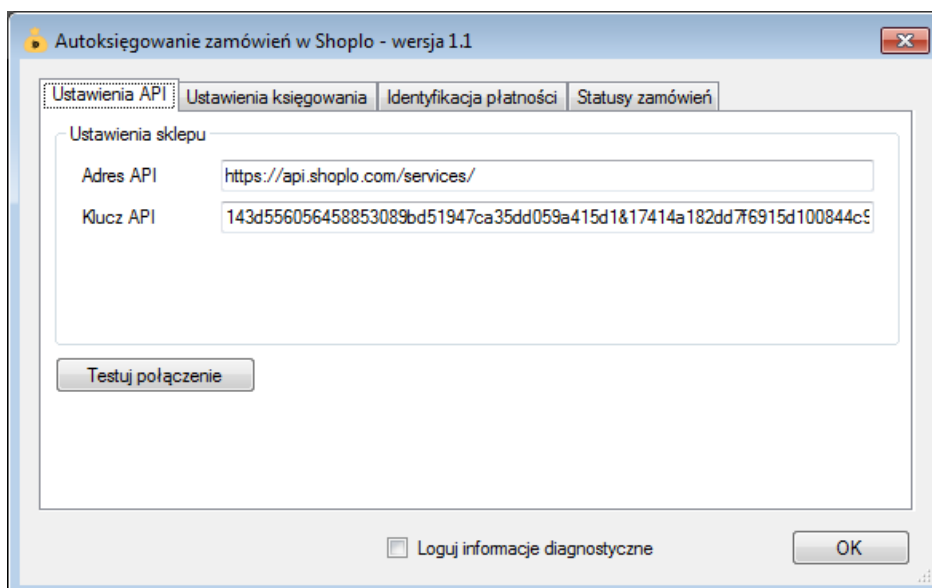 Autoksięgowanie zamówień w Shoplo - wersja 1.1
Ustawienia API Ustawienia księgowania Identyfikacja płatności Statusy zamówień
Ustawienia sklepu
Adres API https://api.shoplo.com/services/
Klucz API 143d556056458853089bd51947ca35dd059a415d1&17414a182dd7f6915d100844c9
Testuj połączenie
Loguj informacje diagnostyczne OK